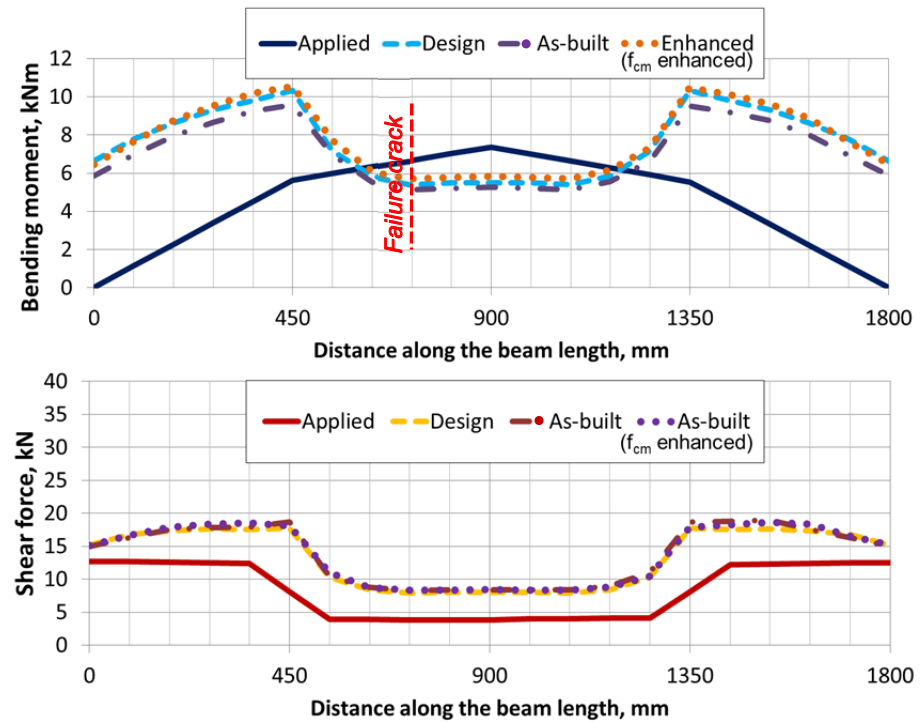 Applied Design As-built Enhanced
(fcm enhanced)
Bending moment, kNm
12
10
8
6
4
2
0
Failure crack
0 450 900 1350 1800
Distance along the beam length, mm
Applied Design As-built As-built
(fcm enhanced)
Shear force, kN
40
35
30
25
20
15
10
5
0
0 450 900 1350 1800
Distance along the beam length, mm